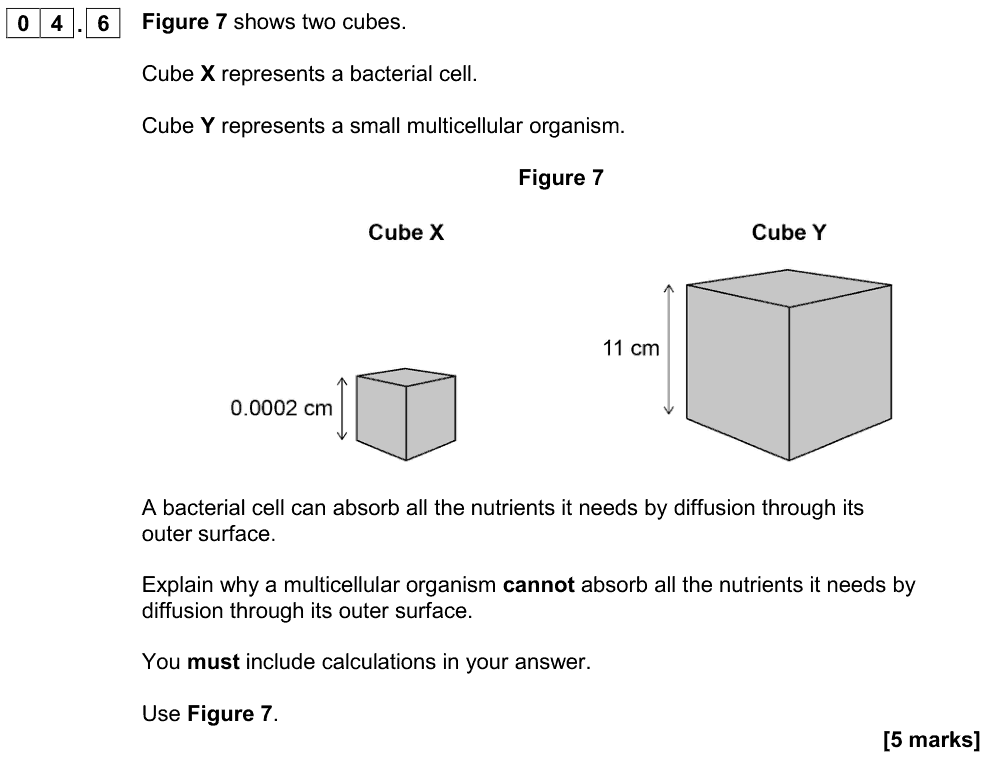 0 4 . 6 Figure 7 shows two cubes.
Cube X represents a bacterial cell.
Cube Y represents a small multicellular organism.
Figure 7
Cube X Cube Y
11 cm
0.0002 cm
A bacterial cell can absorb all the nutrients it needs by diffusion through its
outer surface.
Explain why a multicellular organism cannot absorb all the nutrients it needs by
diffusion through its outer surface.
You must include calculations in your answer.
Use Figure 7.
[5 marks]